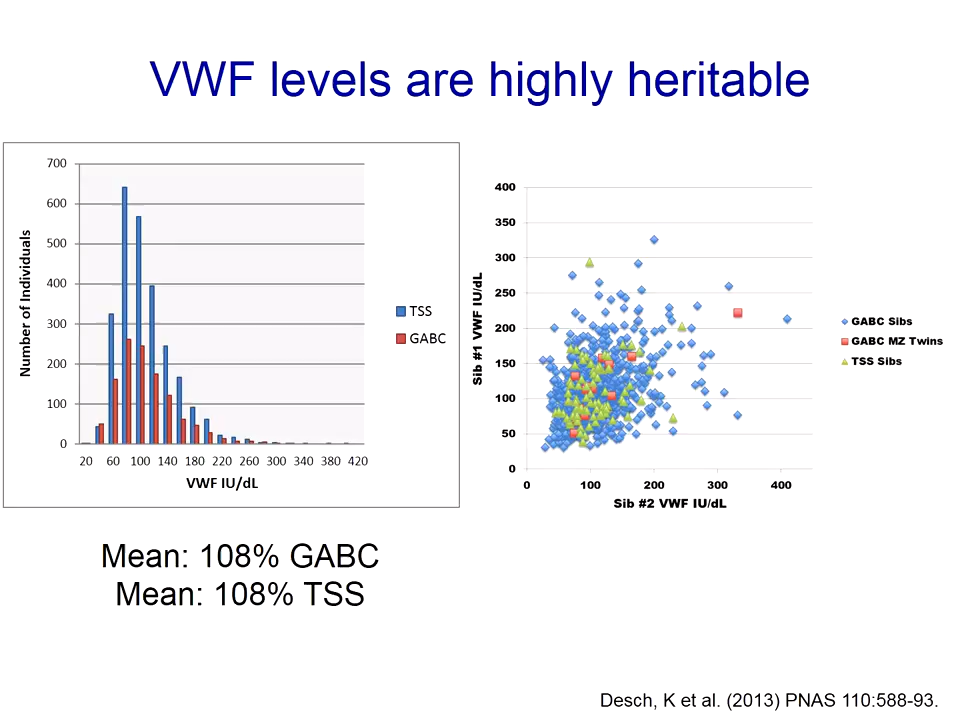 VWF levels are highly heritable
700
600
500
400
300
200
100
0
Number of Individuals
20 60 100 140 180 220 260 300 340 380 420
VWF IU/dL
TSS
GABC
400
350
300
250
200
150
100
50
0
Sib #1 VWF IU/dL
0 100 200 300 400
Sib #2 VWF IU/dL
GABC Sibs
GABC MZ Twins
TSS Sibs
Mean: 108% GABC
Mean: 108% TSS
Desch, K et al. (2013) PNAS 110:588-93.